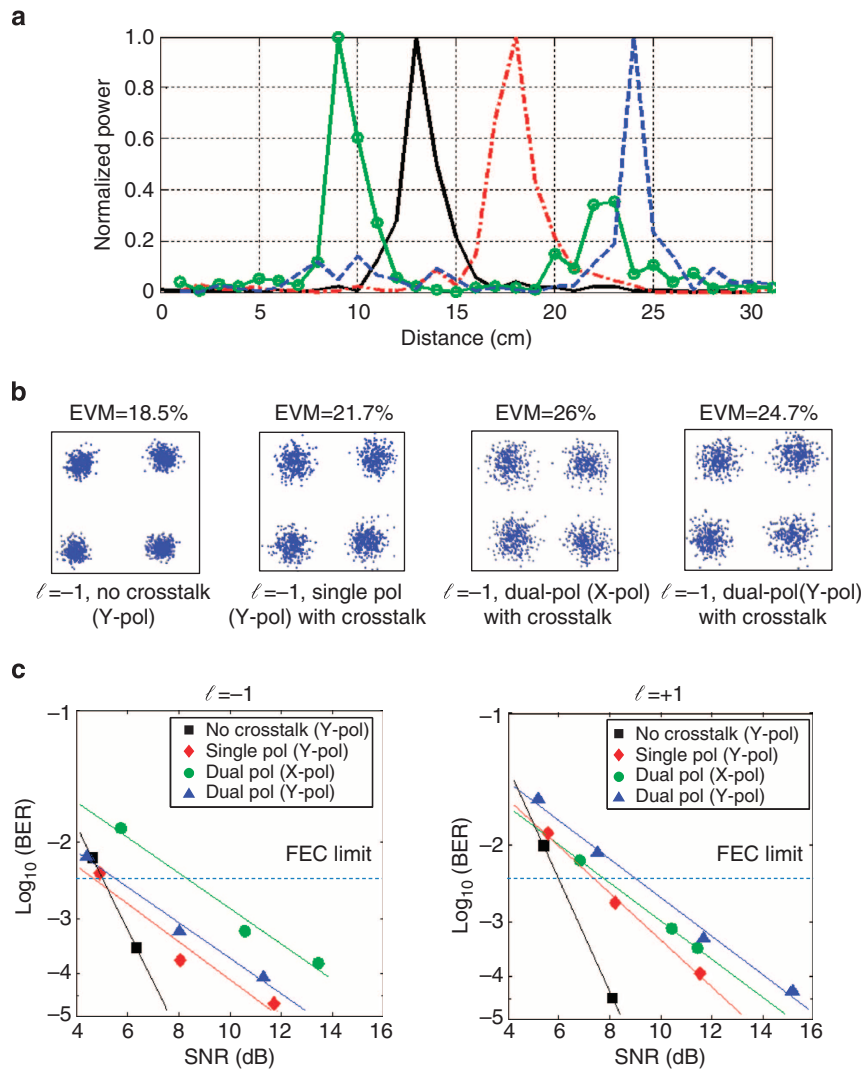 a
Normalized power
1.0
0.8
0.6
0.4
0.2
0
0 5 10 15 20 25 30
Distance (cm)
b
EVM=18.5% EVM=21.7% EVM=26% EVM=24.7%
ℓ=−1, no crosstalk (Y-pol)
ℓ=−1, single pol (Y-pol) with crosstalk
ℓ=−1, dual-pol (X-pol) with crosstalk
ℓ=−1, dual-pol(Y-pol) with crosstalk
c
ℓ=−1
Log10 (BER)
−1
−2
−3
−4
−5
No crosstalk (Y-pol)
Single pol (Y-pol)
Dual pol (X-pol)
Dual pol (Y-pol)
FEC limit
4 6 8 10 12 14 16
SNR (dB)
ℓ=+1
Log10 (BER)
−1
−2
−3
−4
−5
No crosstalk (Y-pol)
Single pol (Y-pol)
Dual pol (X-pol)
Dual pol (Y-pol)
FEC limit
4 6 8 10 12 14 16
SNR (dB)